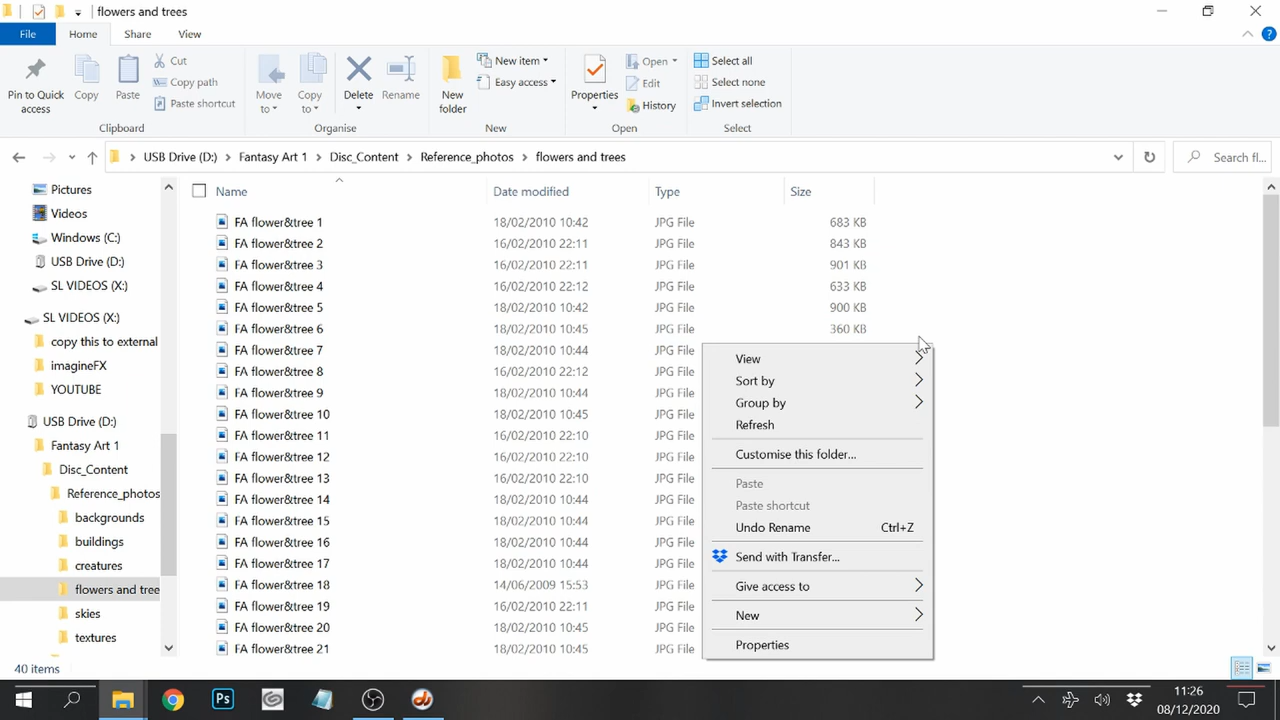 flowers and trees
File Home Share View
Pin to Quick access
Copy
Paste
Cut
Copy path
Paste shortcut
Clipboard
Move to
Copy to
Delete
Rename
Organise
New folder
New item
Easy access
New
Properties
Open
Edit
History
Open
Select all
Select none
Invert selection
Select
USB Drive (D:) Fantasy Art 1 Disc_Content Reference_photos flowers and trees
Search fl...
Pictures
Videos
Windows (C:)
USB Drive (D:)
SL VIDEOS (X:)
SL VIDEOS (X:)
copy this to external
imagineFX
YOUTUBE
USB Drive (D:)
Fantasy Art 1
Disc_Content
Reference_photos
backgrounds
buildings
creatures
flowers and tree
skies
textures
Name Date modified Type Size
FA flower&tree 1 18/02/2010 10:42 JPG File 683 KB
FA flower&tree 2 16/02/2010 22:11 JPG File 843 KB
FA flower&tree 3 16/02/2010 22:11 JPG File 901 KB
FA flower&tree 4 16/02/2010 22:12 JPG File 633 KB
FA flower&tree 5 18/02/2010 10:42 JPG File 900 KB
FA flower&tree 6 18/02/2010 10:45 JPG File 360 KB
FA flower&tree 7 18/02/2010 10:44 JPG File
FA flower&tree 8 16/02/2010 22:12 JPG File
FA flower&tree 9 18/02/2010 10:44 JPG File
FA flower&tree 10 18/02/2010 10:45 JPG File
FA flower&tree 11 16/02/2010 22:10 JPG File
FA flower&tree 12 16/02/2010 22:10 JPG File
FA flower&tree 13 16/02/2010 22:10 JPG File
FA flower&tree 14 18/02/2010 10:44 JPG File
FA flower&tree 15 18/02/2010 10:44 JPG File
FA flower&tree 16 18/02/2010 10:44 JPG File
FA flower&tree 17 18/02/2010 10:44 JPG File
FA flower&tree 18 14/06/2009 15:53 JPG File
FA flower&tree 19 16/02/2010 22:11 JPG File
FA flower&tree 20 18/02/2010 10:45 JPG File
FA flower&tree 21 18/02/2010 10:45 JPG File
View
Sort by
Group by
Refresh
Customise this folder...
Paste
Paste shortcut
Undo Rename Ctrl+Z
Send with Transfer...
Give access to
New
Properties
40 items
Ps
11:26
08/12/2020